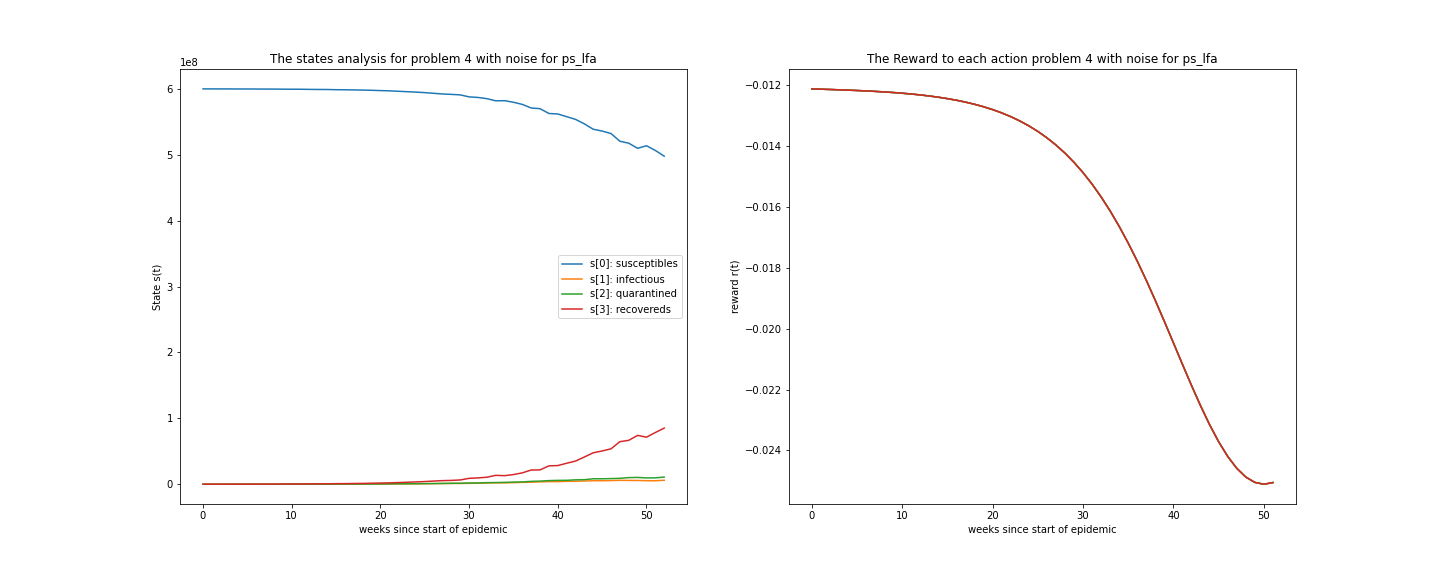 The states analysis for problem 4 with noise for ps_lfa
1e8
6
5
4
3
2
1
0
State s(t)
s[0]: susceptibles
s[1]: infectious
s[2]: quarantined
s[3]: recovereds
0 10 20 30 40 50
weeks since start of epidemic
The Reward to each action problem 4 with noise for ps_lfa
−0.012
−0.014
−0.016
−0.018
−0.020
−0.022
−0.024
reward r(t)
0 10 20 30 40 50
weeks since start of epidemic